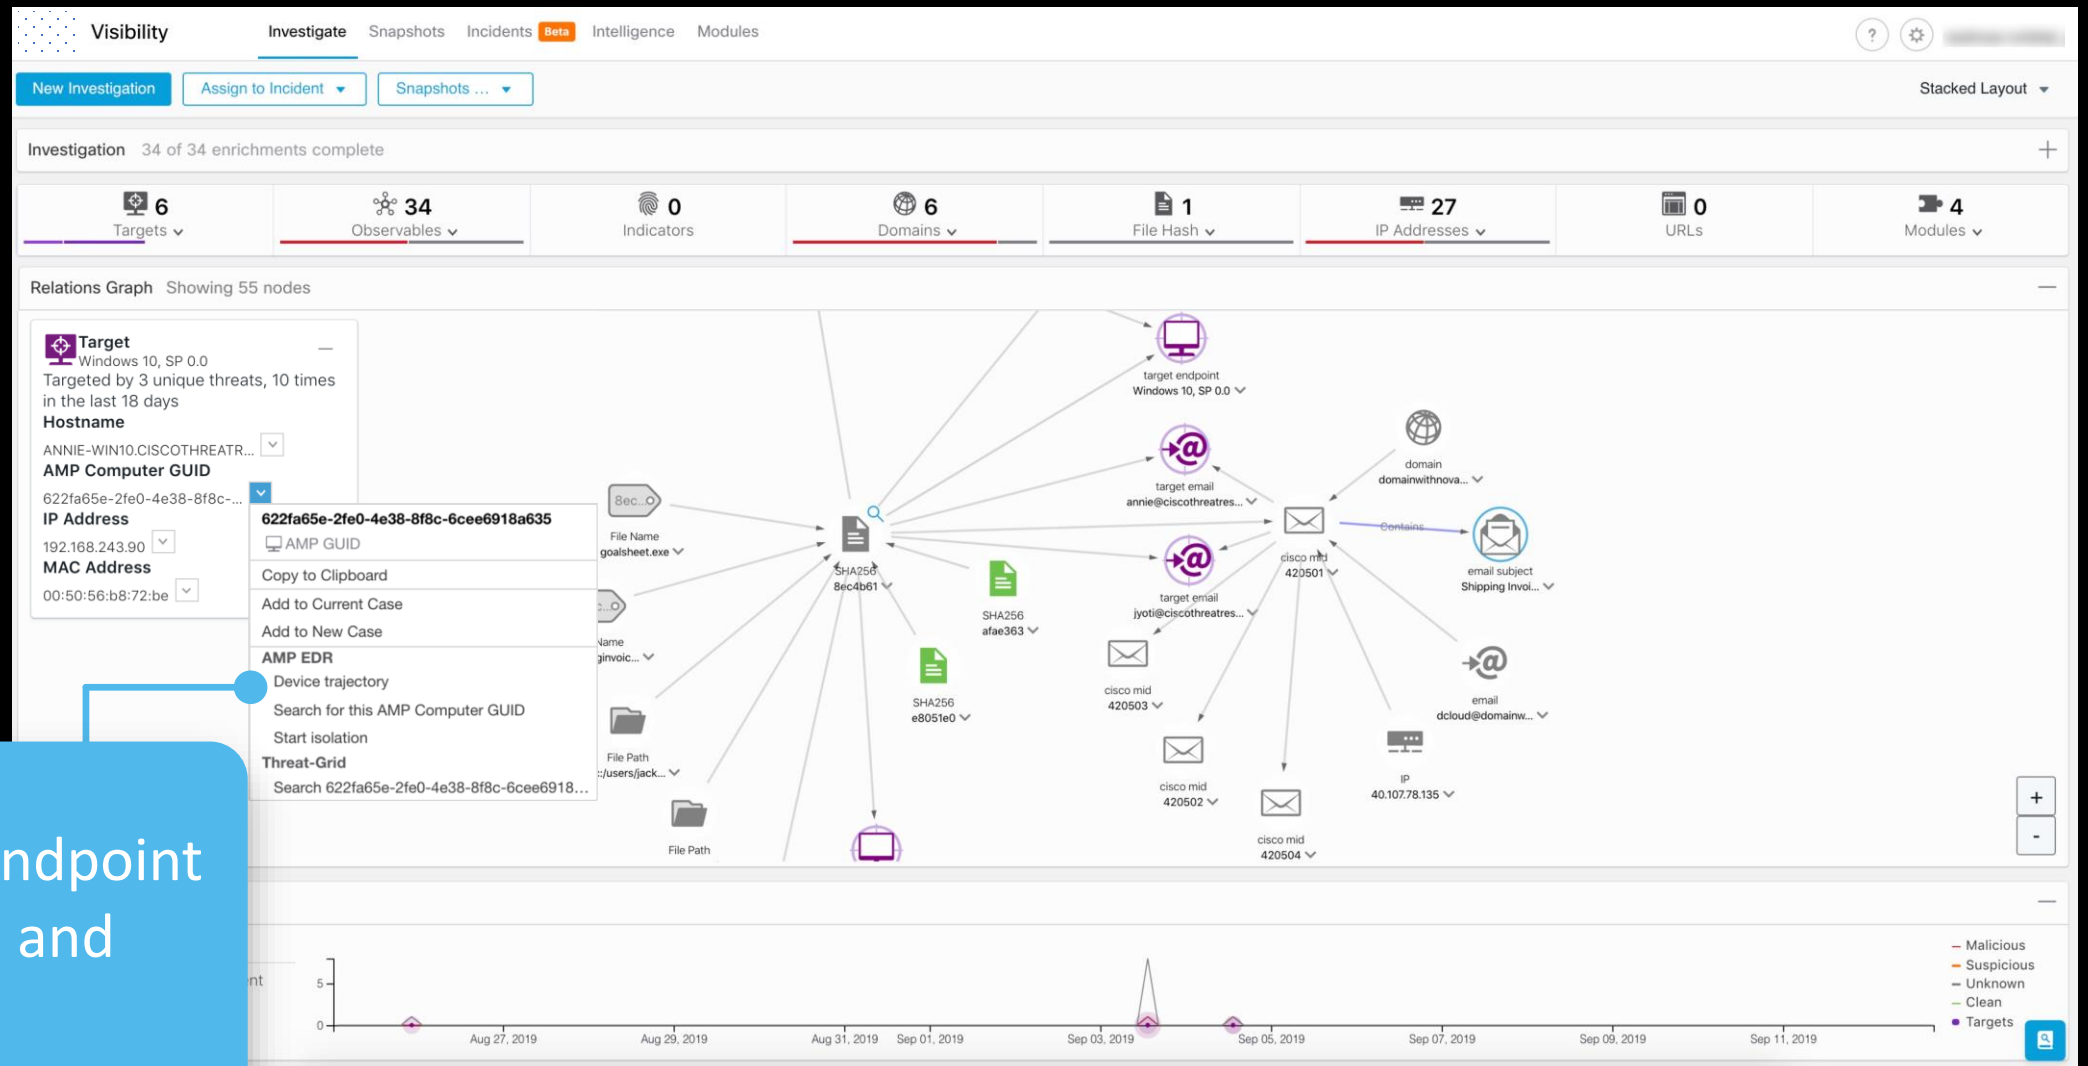 Visibility
Investigate Snapshots Incidents Beta Intelligence Modules
?
New Investigation Assign to Incident Snapshots ... Stacked Layout
Investigation 34 of 34 enrichments complete
6 Targets
34 Observables
0 Indicators
6 Domains
1 File Hash
27 IP Addresses
0 URLs
4 Modules
Relations Graph Showing 55 nodes
Target
Windows 10, SP 0.0
Targeted by 3 unique threats, 10 times
in the last 18 days
Hostname
ANNIE-WIN10.CISCOTHREATR...
AMP Computer GUID
622fa65e-2fe0-4e38-8f8c-...
IP Address
192.168.243.90
MAC Address
00:50:56:b8:72:be
622fa65e-2fe0-4e38-8f8c-6cee6918a635
AMP GUID
Copy to Clipboard
Add to Current Case
Add to New Case
AMP EDR
Device trajectory
Search for this AMP Computer GUID
Start isolation
Threat-Grid
Search 622fa65e-2fe0-4e38-8f8c-6cee6918...
8ec...
File Name
goalsheet.exe
ginvoic...
File Path
:/users/jack...
File Path
SHA256
8ec4b61
SHA256
afae363
SHA256
e8051e0
target endpoint
Windows 10, SP 0.0
target email
annie@ciscothreatres...
target email
jyoti@ciscothreatres...
cisco mid
420503
cisco mid
420502
cisco mid
420504
cisco mid
420501
domain
domainwithnova...
Contains
email subject
Shipping Invoi...
email
dcloud@domainw...
IP
40.107.78.135
+
-
ndpoint
and
nt
5
0
Aug 27, 2019 Aug 29, 2019 Aug 31, 2019 Sep 01, 2019 Sep 03, 2019 Sep 05, 2019 Sep 07, 2019 Sep 09, 2019 Sep 11, 2019
Malicious
Suspicious
Unknown
Clean
Targets